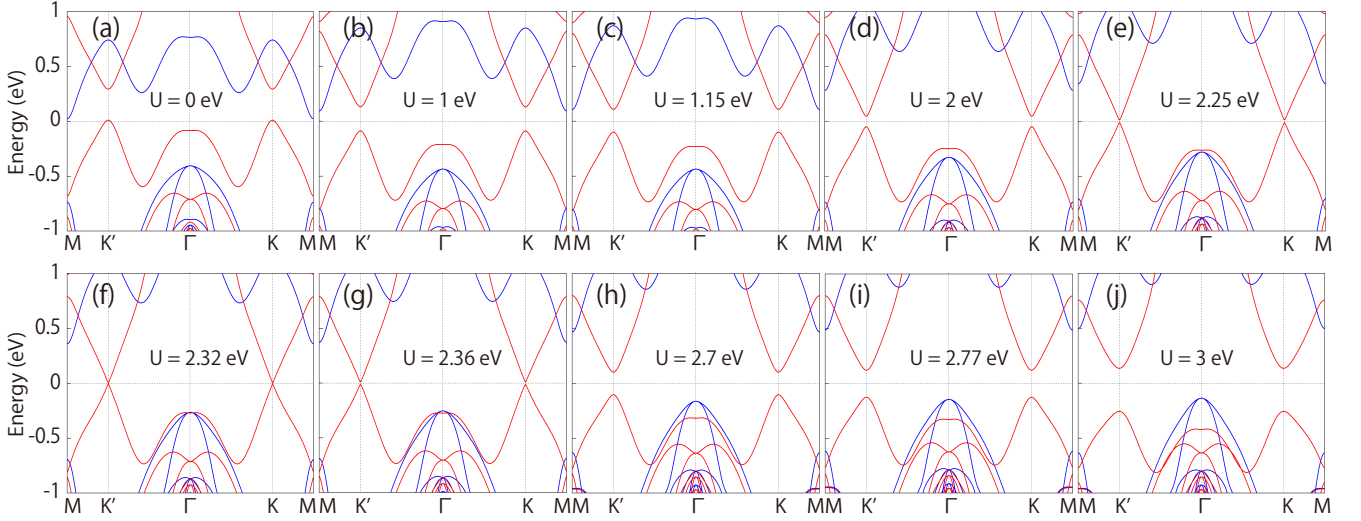 (a) (b) (c) (d) (e)
1
0.5
0
-0.5
-1
Energy (eV)
U = 0 eV U = 1 eV U = 1.15 eV U = 2 eV U = 2.25 eV
M K′ Γ K M K′ Γ K M K′ Γ K M K′ Γ K M K′ Γ K M
(f) (g) (h) (i) (j)
1
0.5
0
-0.5
-1
Energy (eV)
U = 2.32 eV U = 2.36 eV U = 2.7 eV U = 2.77 eV U = 3 eV
M K′ Γ K M K′ Γ K M K′ Γ K M K′ Γ K M K′ Γ K M